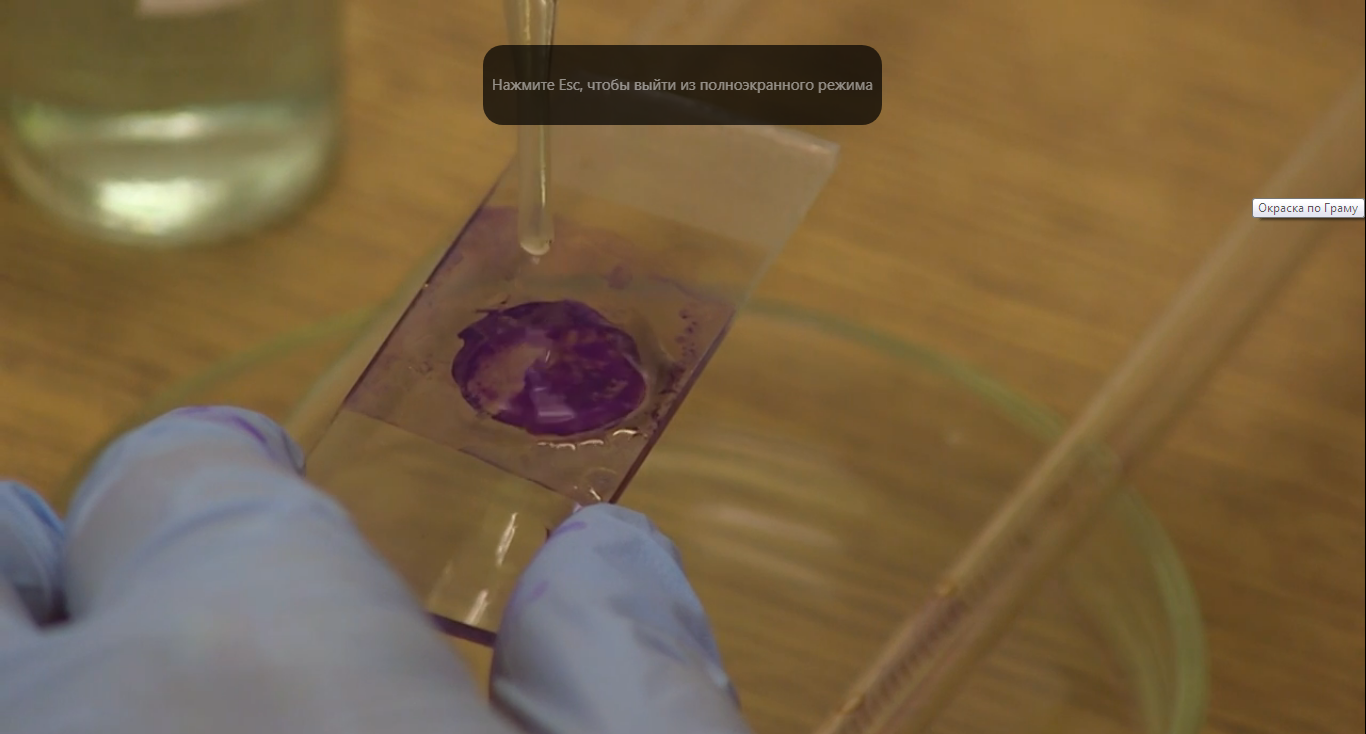 Нажмите Esc, чтобы выйти из полноэкранного режима
Окраска по Граму